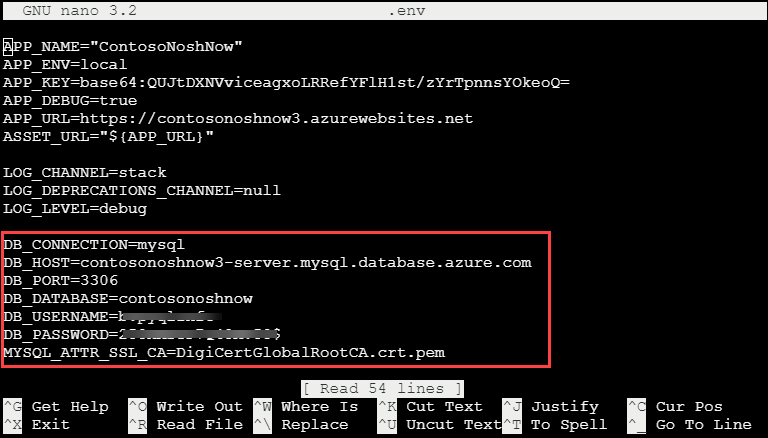 GNU nano 3.2 .env
APP_NAME="ContosoNoshNow"
APP_ENV=local
APP_KEY=base64:QUJtDXNVviceagxoLRRefYFlH1st/zYrTpnnsYOkeoQ=
APP_DEBUG=true
APP_URL=https://contosonoshnow3.azurewebsites.net
ASSET_URL="${APP_URL}"
LOG_CHANNEL=stack
LOG_DEPRECATIONS_CHANNEL=null
LOG_LEVEL=debug
DB_CONNECTION=mysql
DB_HOST=contosonoshnow3-server.mysql.database.azure.com
DB_PORT=3306
DB_DATABASE=contosonoshnow
DB_USERNAME=
DB_PASSWORD=
MYSQL_ATTR_SSL_CA=DigiCertGlobalRootCA.crt.pem
[ Read 54 lines ]
^G Get Help ^O Write Out ^W Where Is ^K Cut Text ^J Justify ^C Cur Pos
^X Exit ^R Read File ^\ Replace ^U Uncut Text ^T To Spell ^_ Go To Line